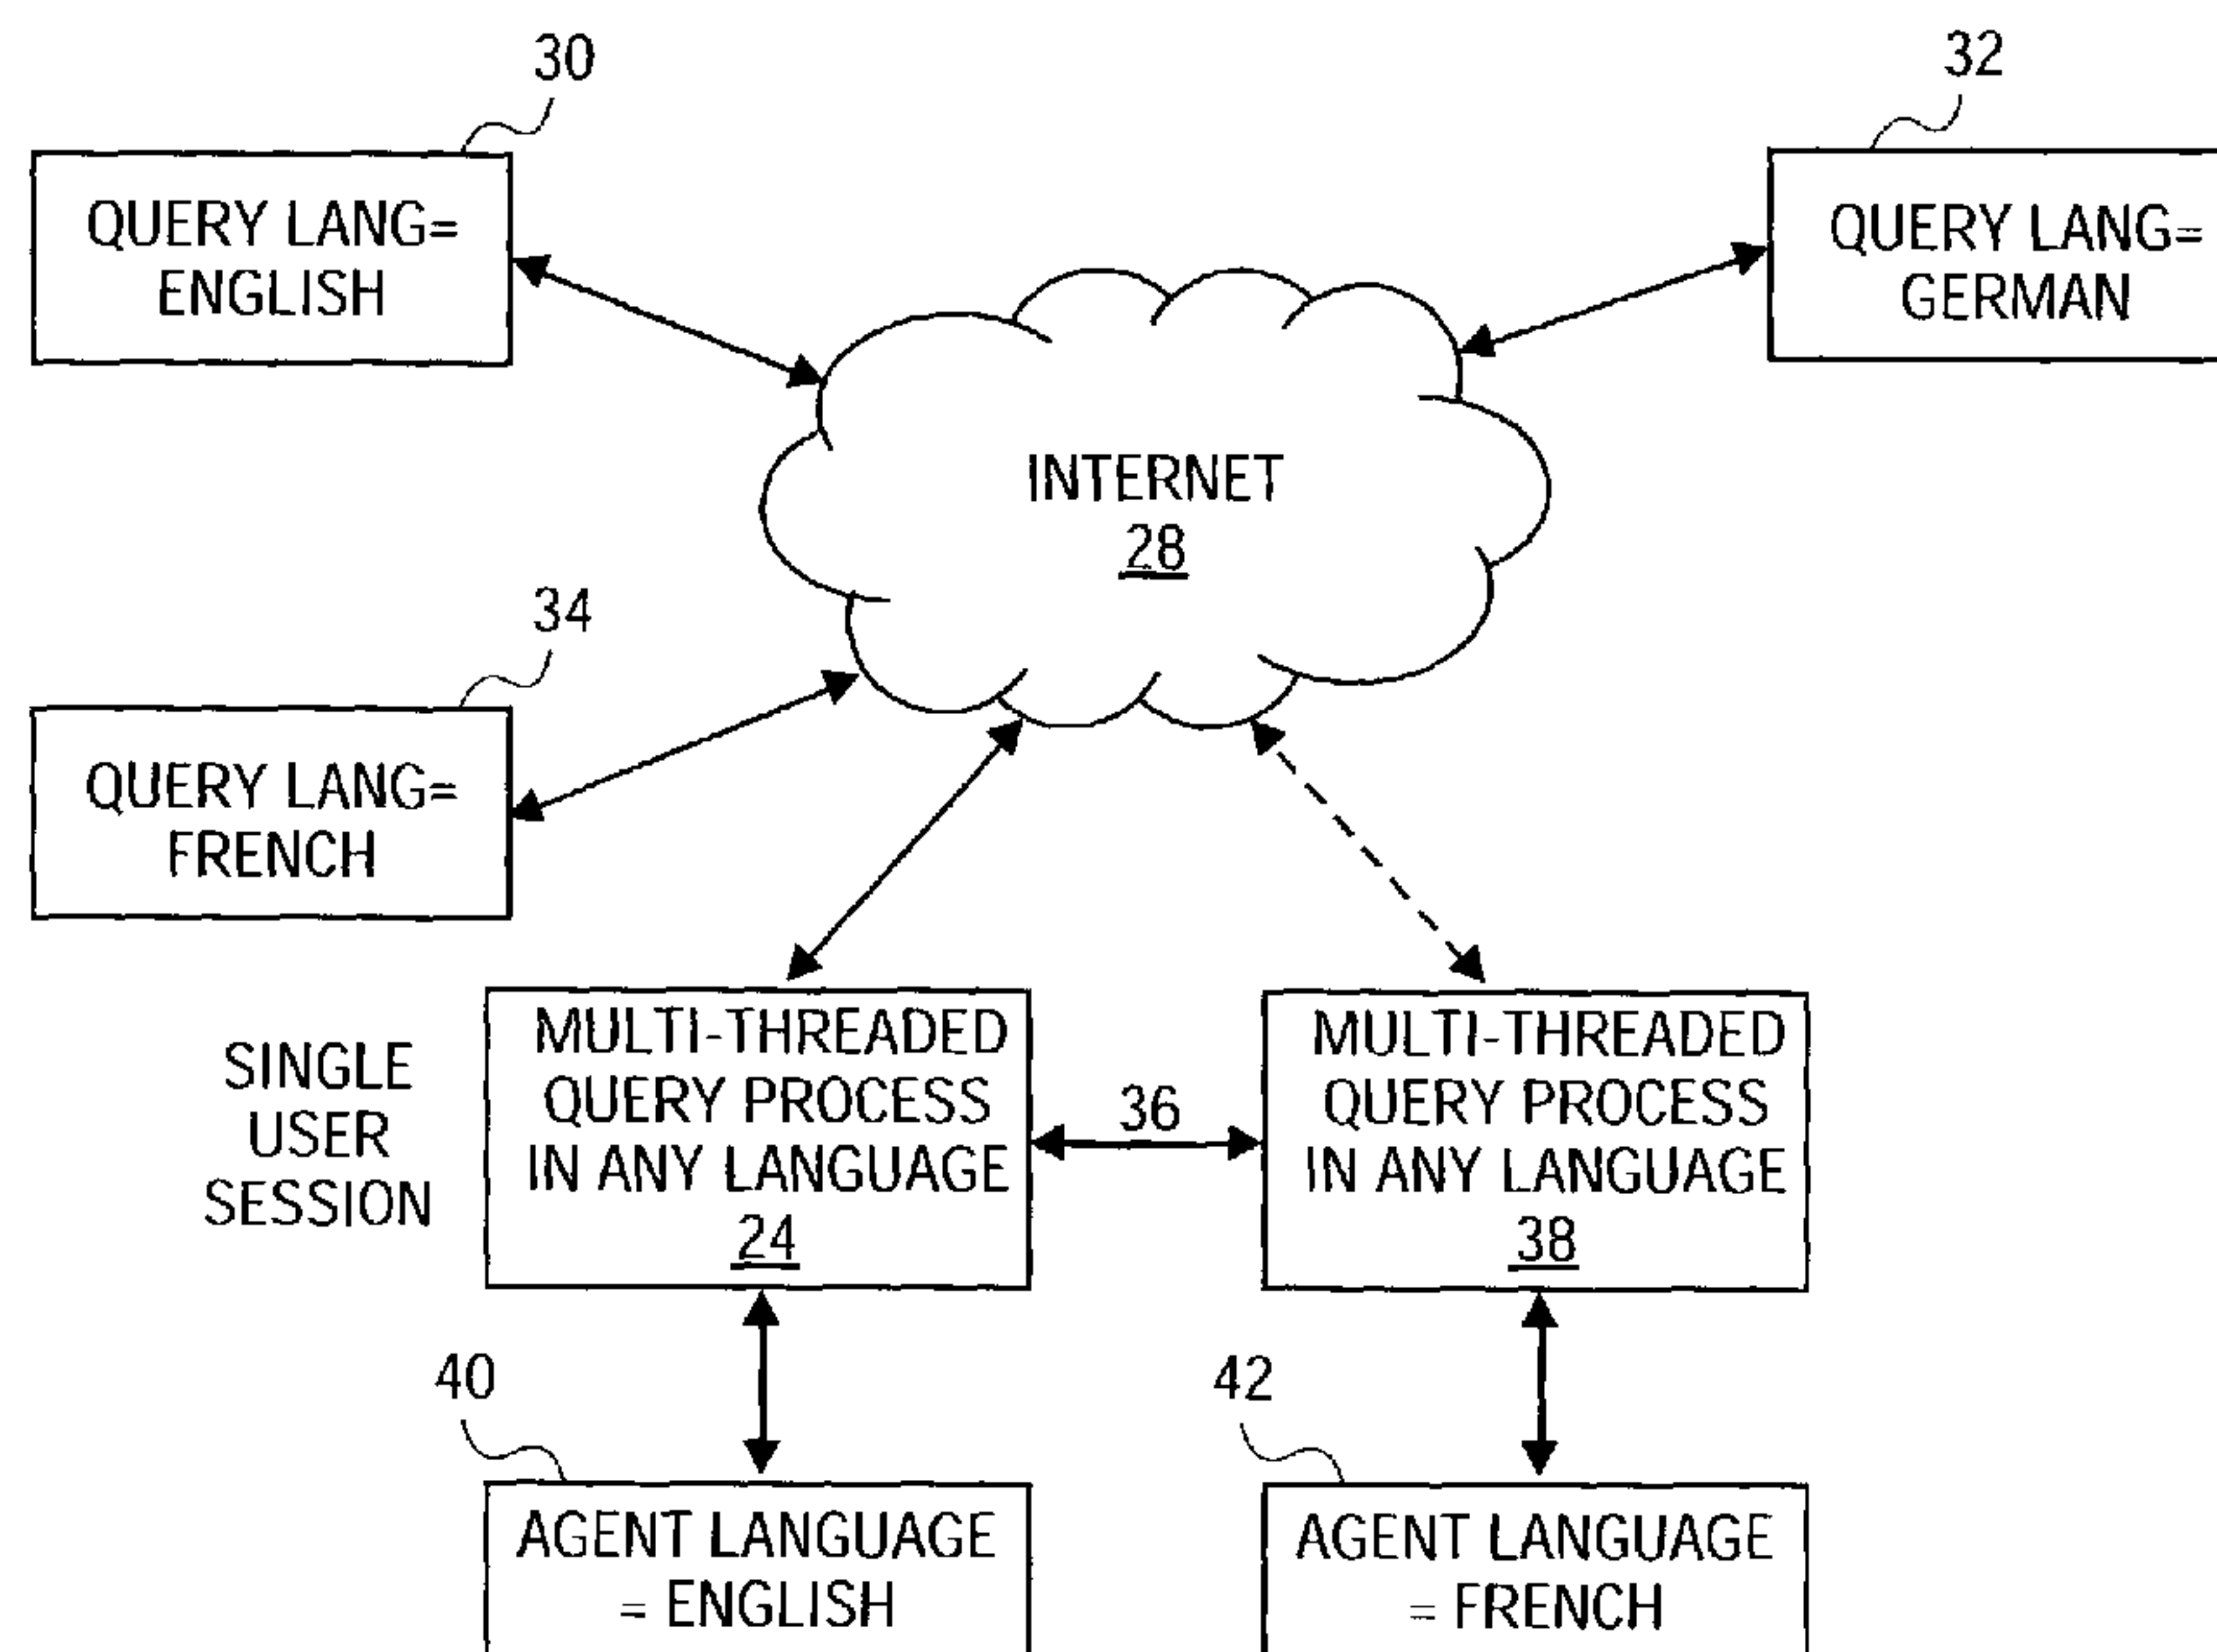 30
32
QUERY LANG=
ENGLISH
QUERY LANG=
GERMAN
INTERNET
28
34
QUERY LANG=
FRENCH
SINGLE
USER
SESSION
MULTI-THREADED
QUERY PROCESS
IN ANY LANGUAGE
24
36
MULTI-THREADED
QUERY PROCESS
IN ANY LANGUAGE
38
40
42
AGENT LANGUAGE
= ENGLISH
AGENT LANGUAGE
= FRENCH